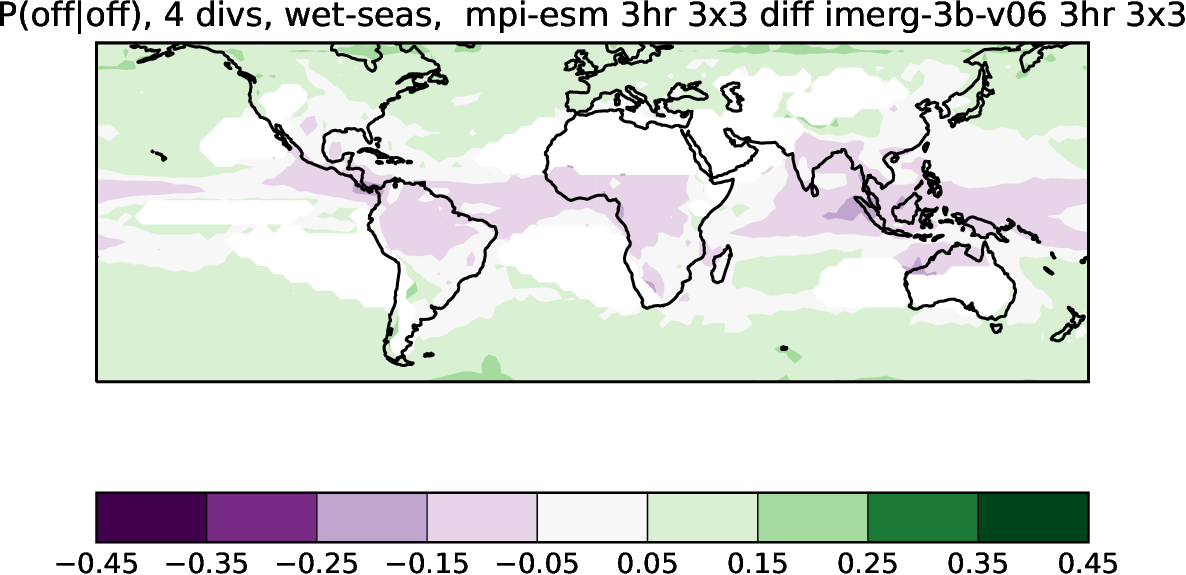 P(off|off), 4 divs, wet-seas,  mpi-esm 3hr 3x3 diff imerg-3b-v06 3hr 3x3
−0.45 −0.35 −0.25 −0.15 −0.05 0.05 0.15 0.25 0.35 0.45